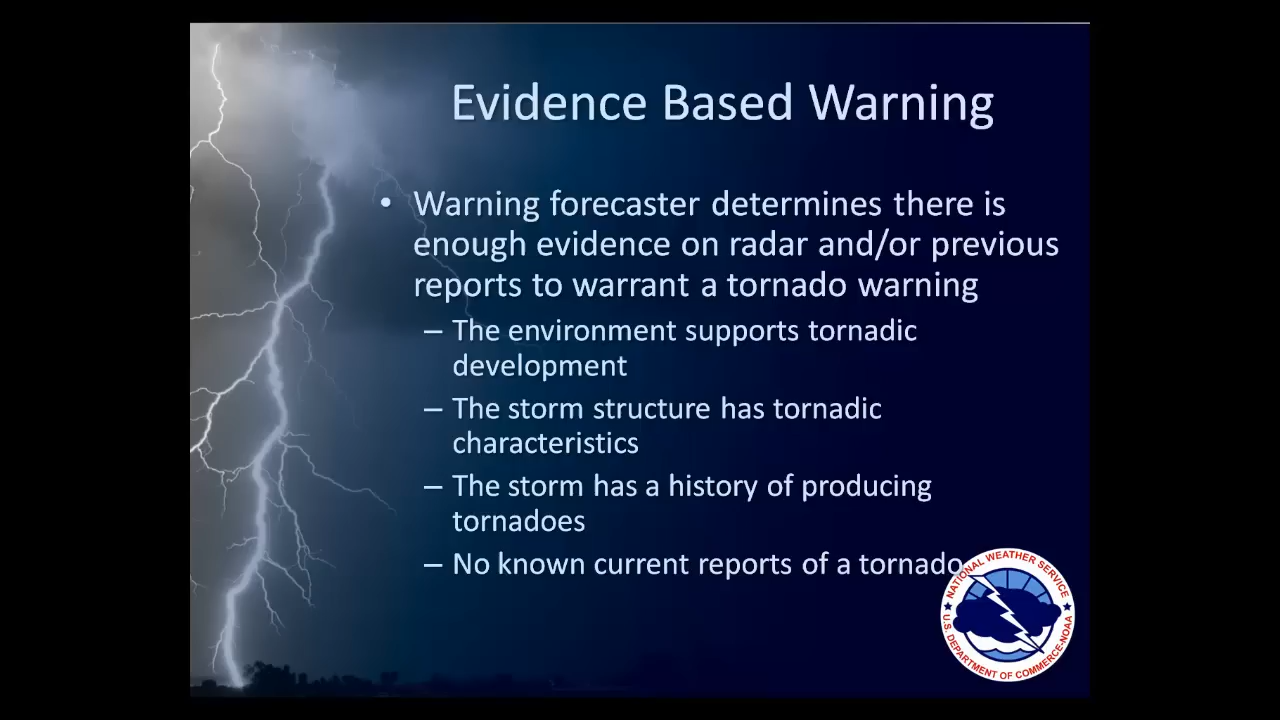 Evidence Based Warning
• Warning forecaster determines there is
enough evidence on radar and/or previous
reports to warrant a tornado warning
– The environment supports tornadic
development
– The storm structure has tornadic
characteristics
– The storm has a history of producing
tornadoes
– No known current reports of a tornado
NATIONAL WEATHER SERVICE
U.S. DEPARTMENT OF COMMERCE-NOAA